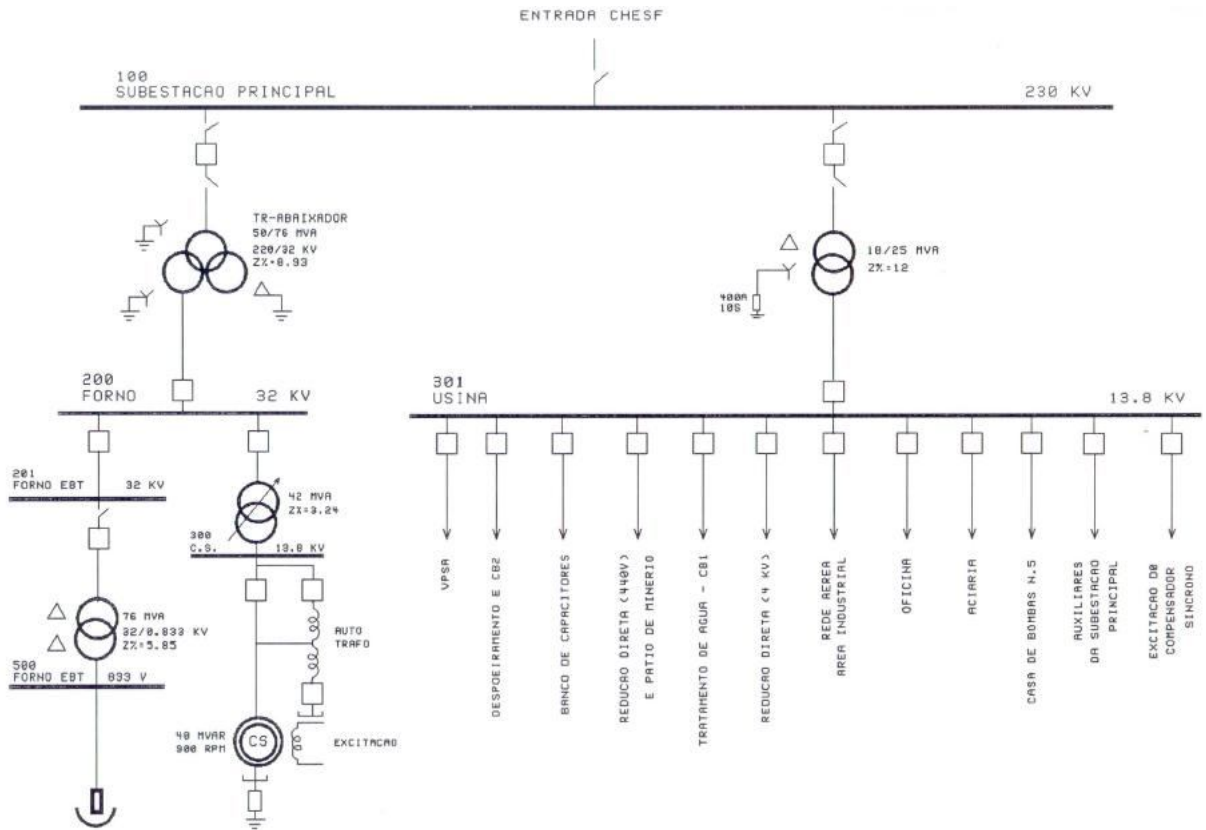 ENTRADA CHESF
100
SUBESTACAO PRINCIPAL
230 KV
TR-ABAIXADOR
50/76 MVA
220/32 KV
Z%=8.93
18/25 MVA
Z%=12
400A
10S
200
FORNO
32 KV
301
USINA
13.8 KV
201
FORNO EBT
32 KV
42 MVA
Z%=3.24
300
C.S.
13.8 KV
76 MVA
32/0.833 KV
Z%=5.85
AUTO
TRAFO
500
FORNO EBT
833 V
40 MVAR
900 RPM
CS
EXCITACAO
VPSA
DESPOEIRAMENTO E CB2
BANCO DE CAPACITORES
REDUCAO DIRETA (440V)
E PATIO DE MINERIO
TRATAMENTO DE AGUA - CB1
REDUCAO DIRETA (4 KV)
REDE AEREA
AREA INDUSTRIAL
OFICINA
ACIARIA
CASA DE BOMBAS N.5
AUXILIARES
DA SUBESTACAO
PRINCIPAL
EXCITACAO DO
COMPENSADOR
SINCRONO